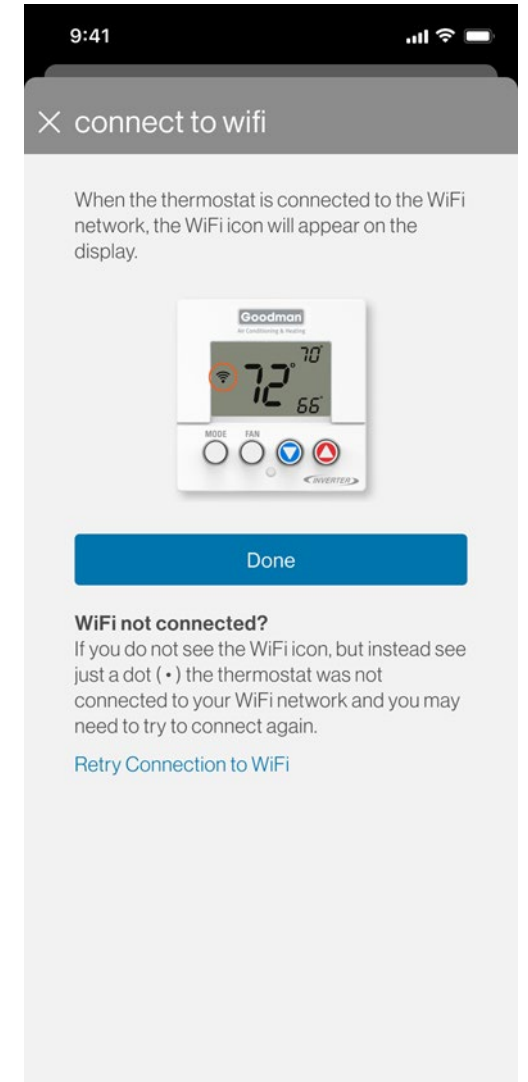 9:41
connect to wifi
When the thermostat is connected to the WiFi
network, the WiFi icon will appear on the
display.
Goodman
Air Conditioning & Heating
70°
72°
66°
MODE FAN
INVERTER
Done
WiFi not connected?
If you do not see the WiFi icon, but instead see
just a dot ( • ) the thermostat was not
connected to your WiFi network and you may
need to try to connect again.
Retry Connection to WiFi